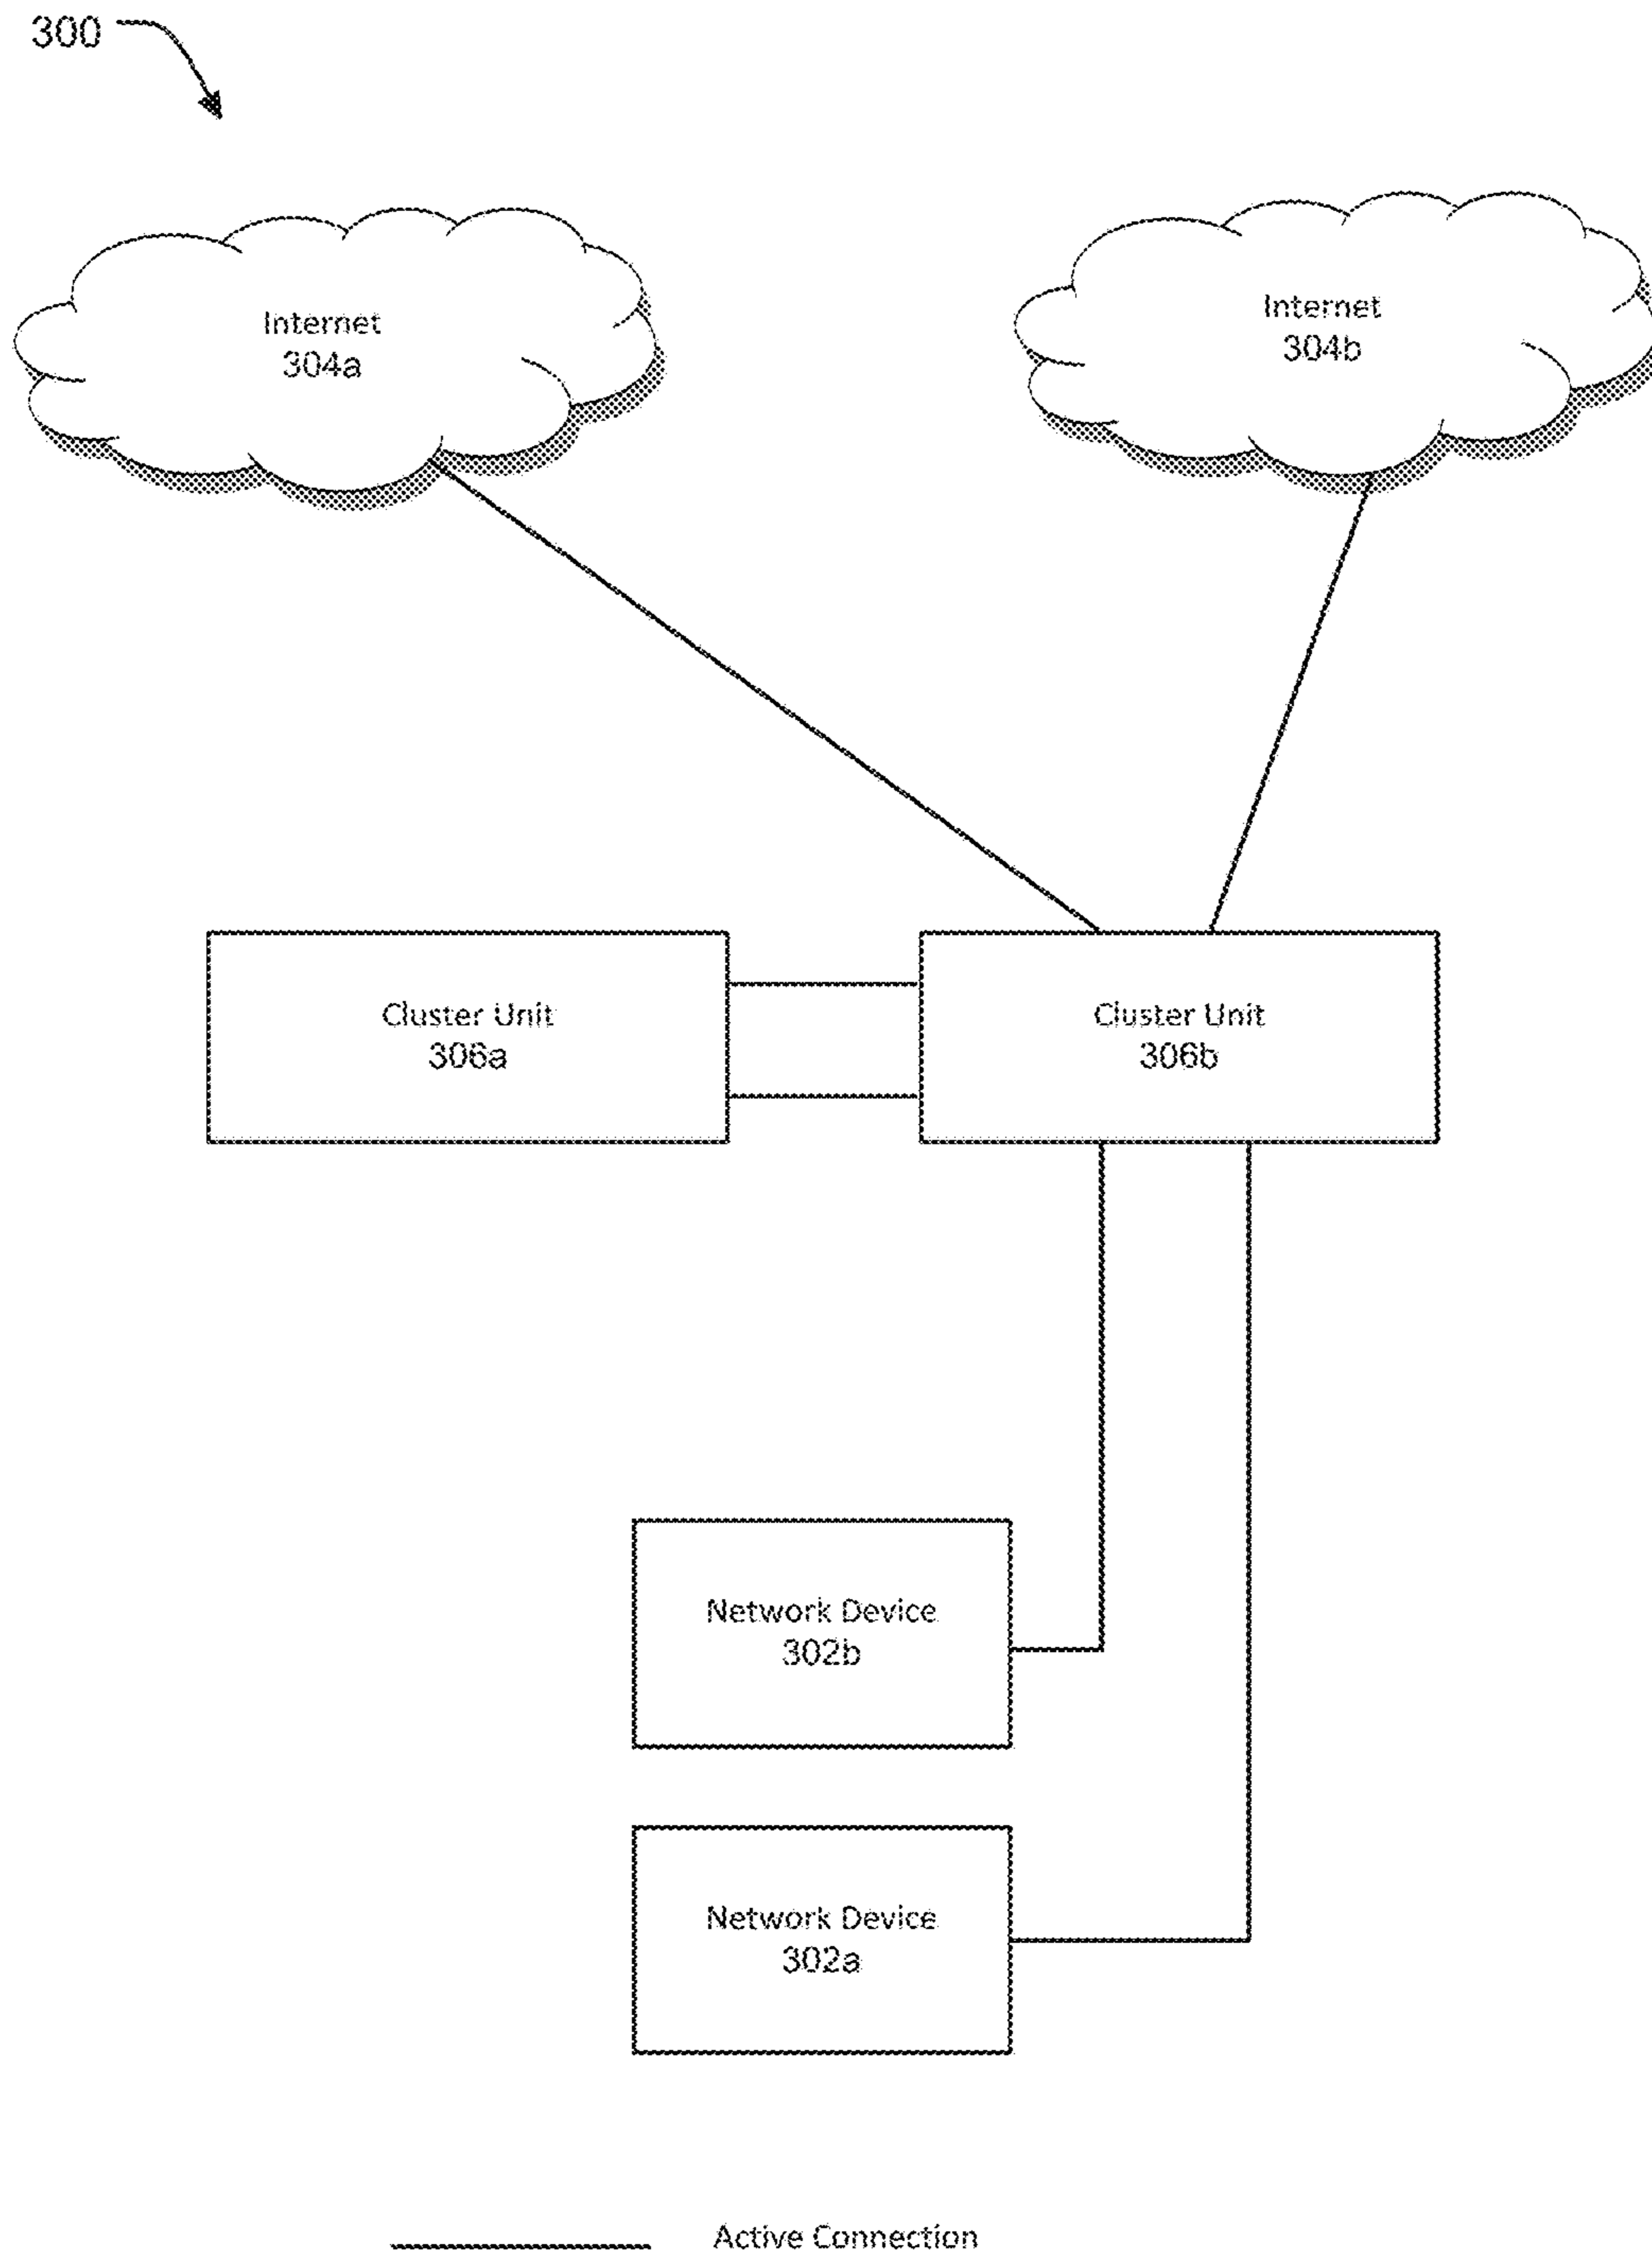 300
Internet
304a
Internet
304b
Cluster Unit
306a
Cluster Unit
306b
Network Device
302b
Network Device
302a
Active Connection